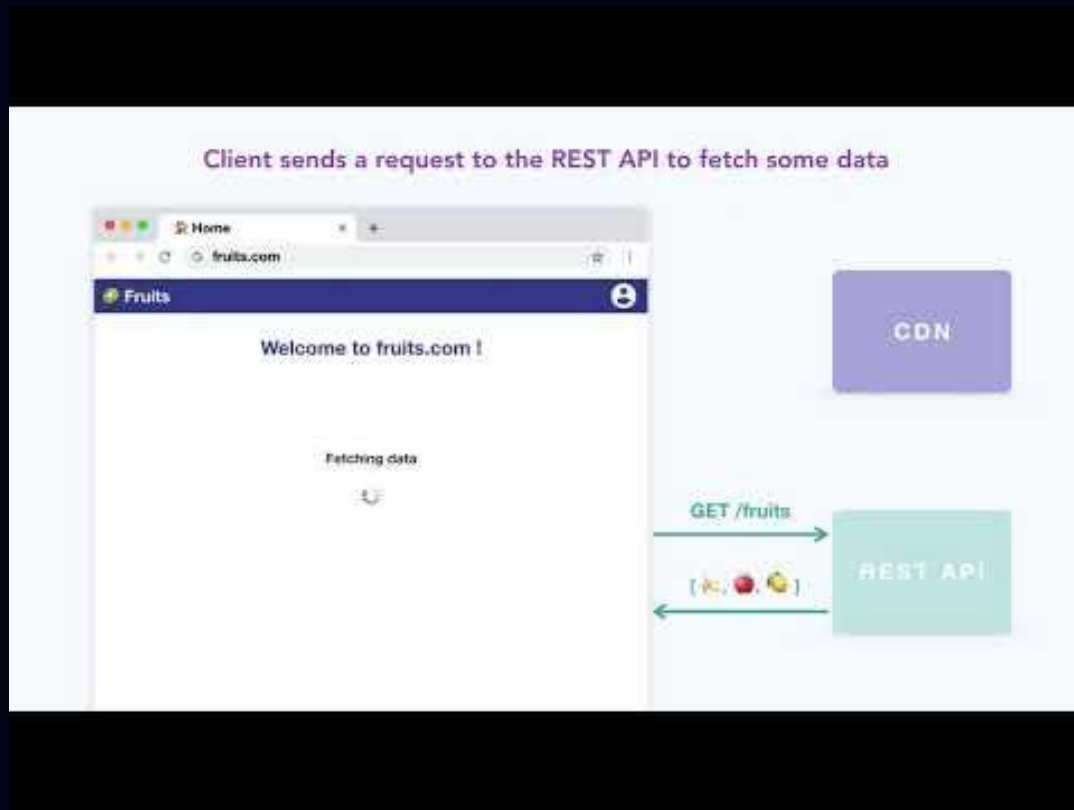 Client sends a request to the REST API to fetch some data
Home
fruits.com
Fruits
Welcome to fruits.com !
CDN
Fetching data
GET /fruits
REST API